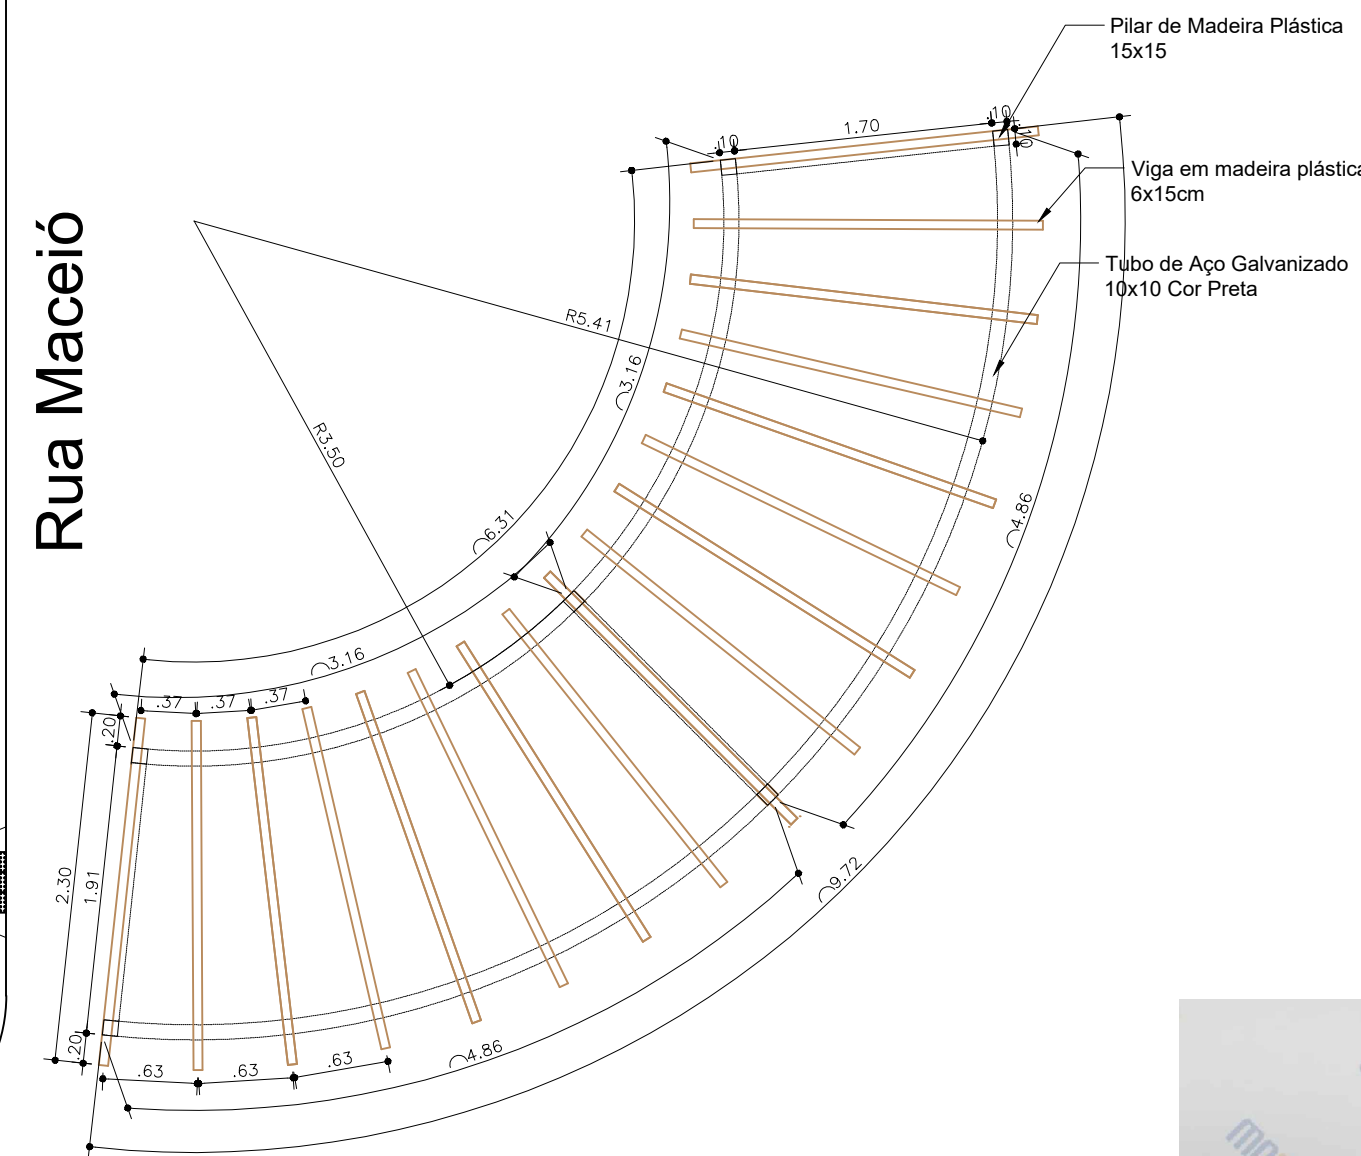 Pilar de Madeira Plástica
15x15
.10
1.70
.10
.10
Viga em madeira plástica
6x15cm
Tubo de Aço Galvanizado
10x10 Cor Preta
Rua Maceió
R5.41
R3.50
3.16
6.31
4.86
3.16
.37
.37
.37
.20
2.30
1.91
.20
.63
.63
.63
4.86
9.72